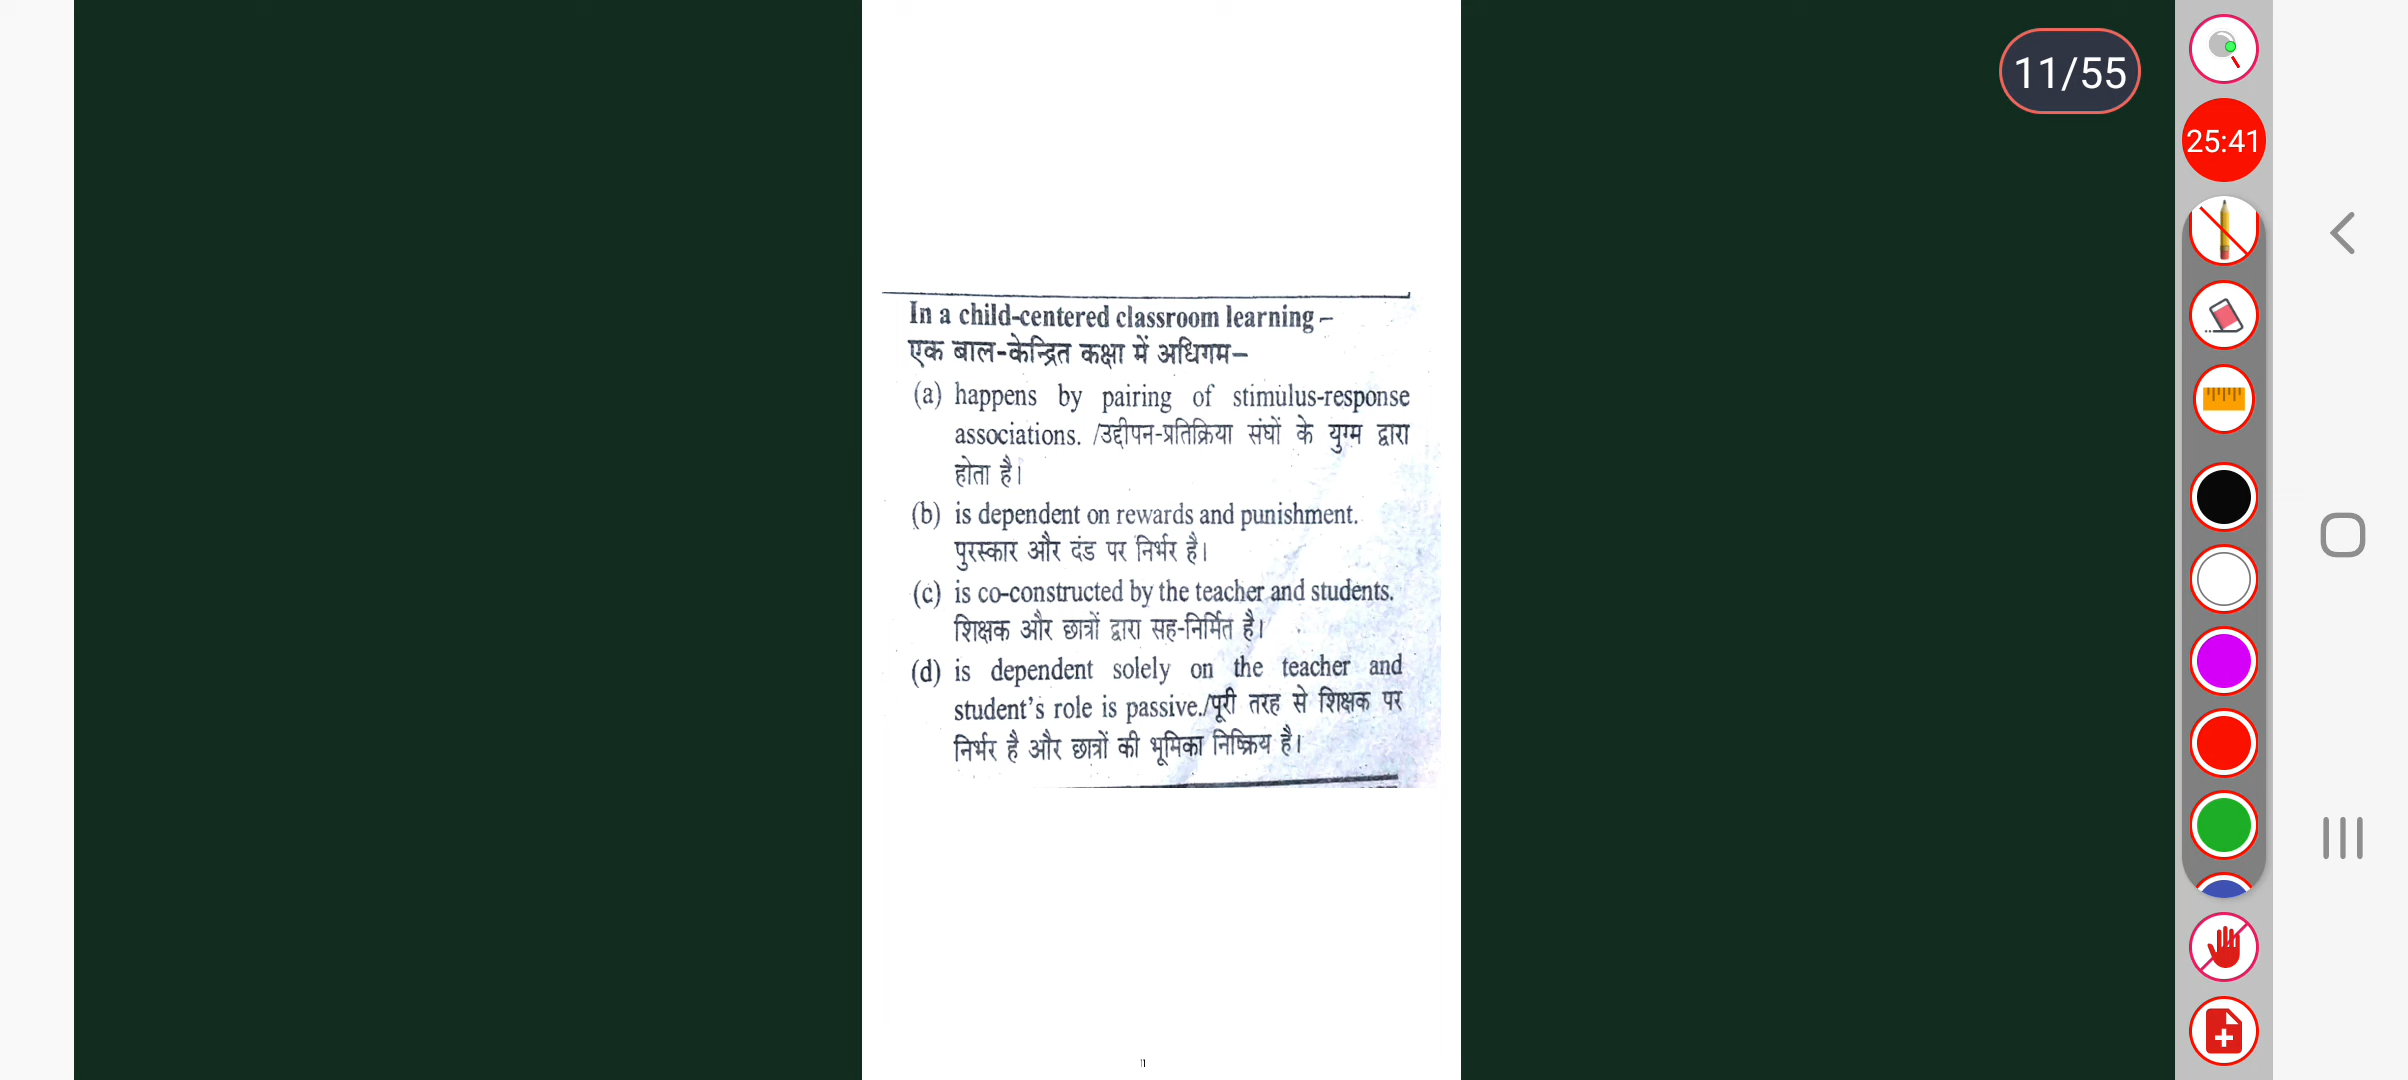 11/55
25:41
In a child-centered classroom learning –
एक बाल-केन्द्रित कक्षा में अधिगम–
(a) happens by pairing of stimulus-response
associations. /उद्दीपन-प्रतिक्रिया संघों के युग्म द्वारा
होता है।
(b) is dependent on rewards and punishment.
पुरस्कार और दंड पर निर्भर है।
(c) is co-constructed by the teacher and students.
शिक्षक और छात्रों द्वारा सह-निर्मित है।
(d) is dependent solely on the teacher and
student's role is passive./पूरी तरह से शिक्षक पर
निर्भर है और छात्रों की भूमिका निष्क्रिय है।
11